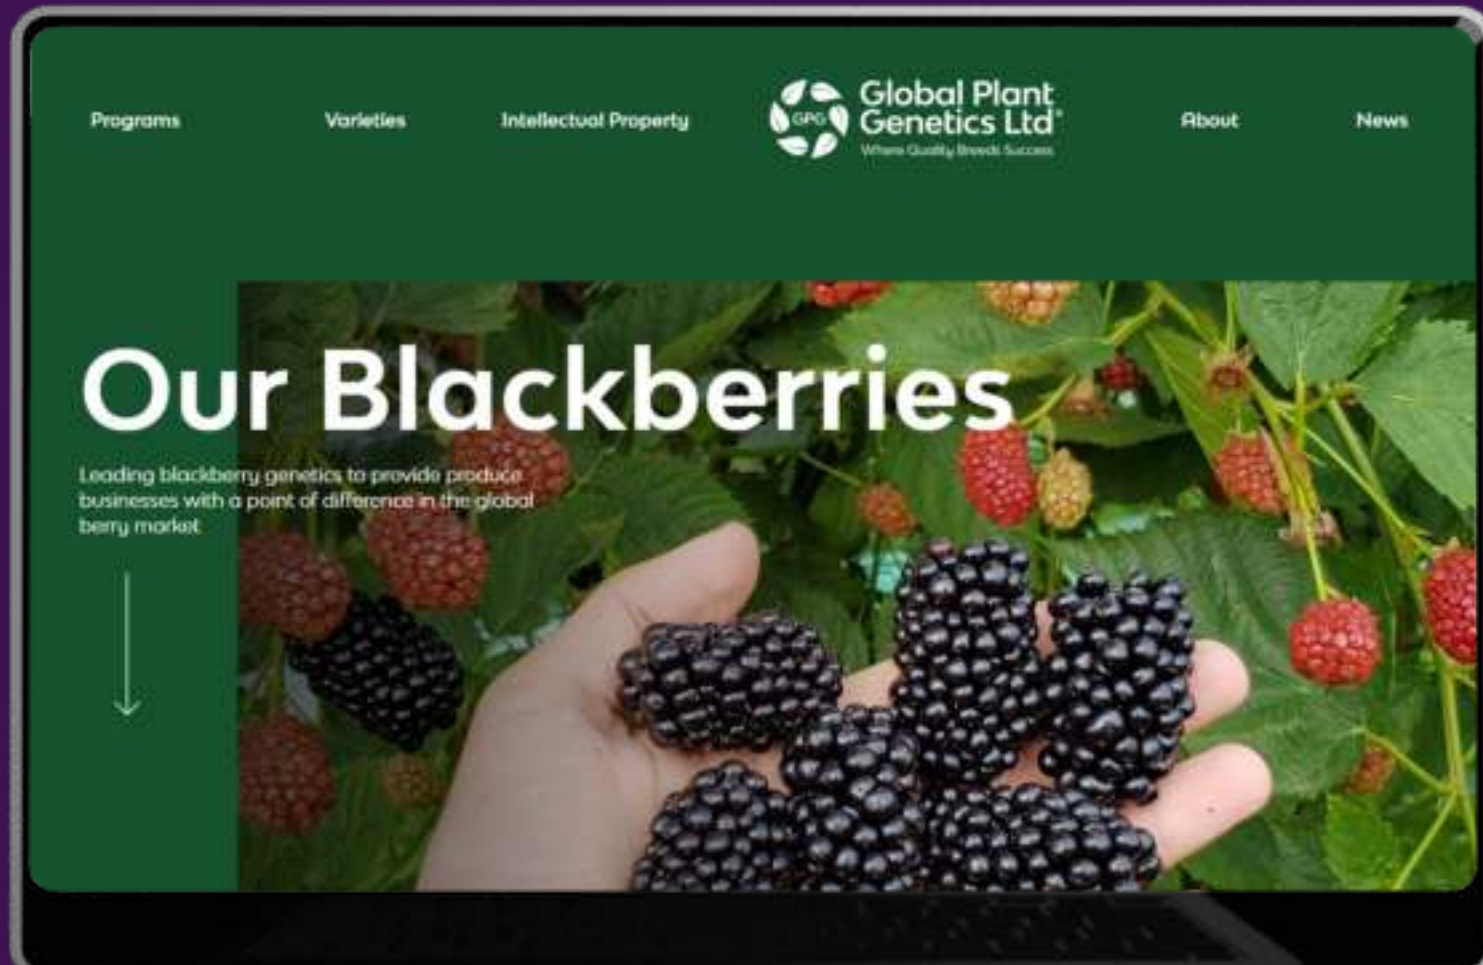 Programs
Varieties
Intellectual Property
GPG
Global Plant
Genetics Ltd
Where Quality Breeds Success
About
News
Our Blackberries
Leading blackberry genetics to provide produce
businesses with a point of difference in the global
berry market